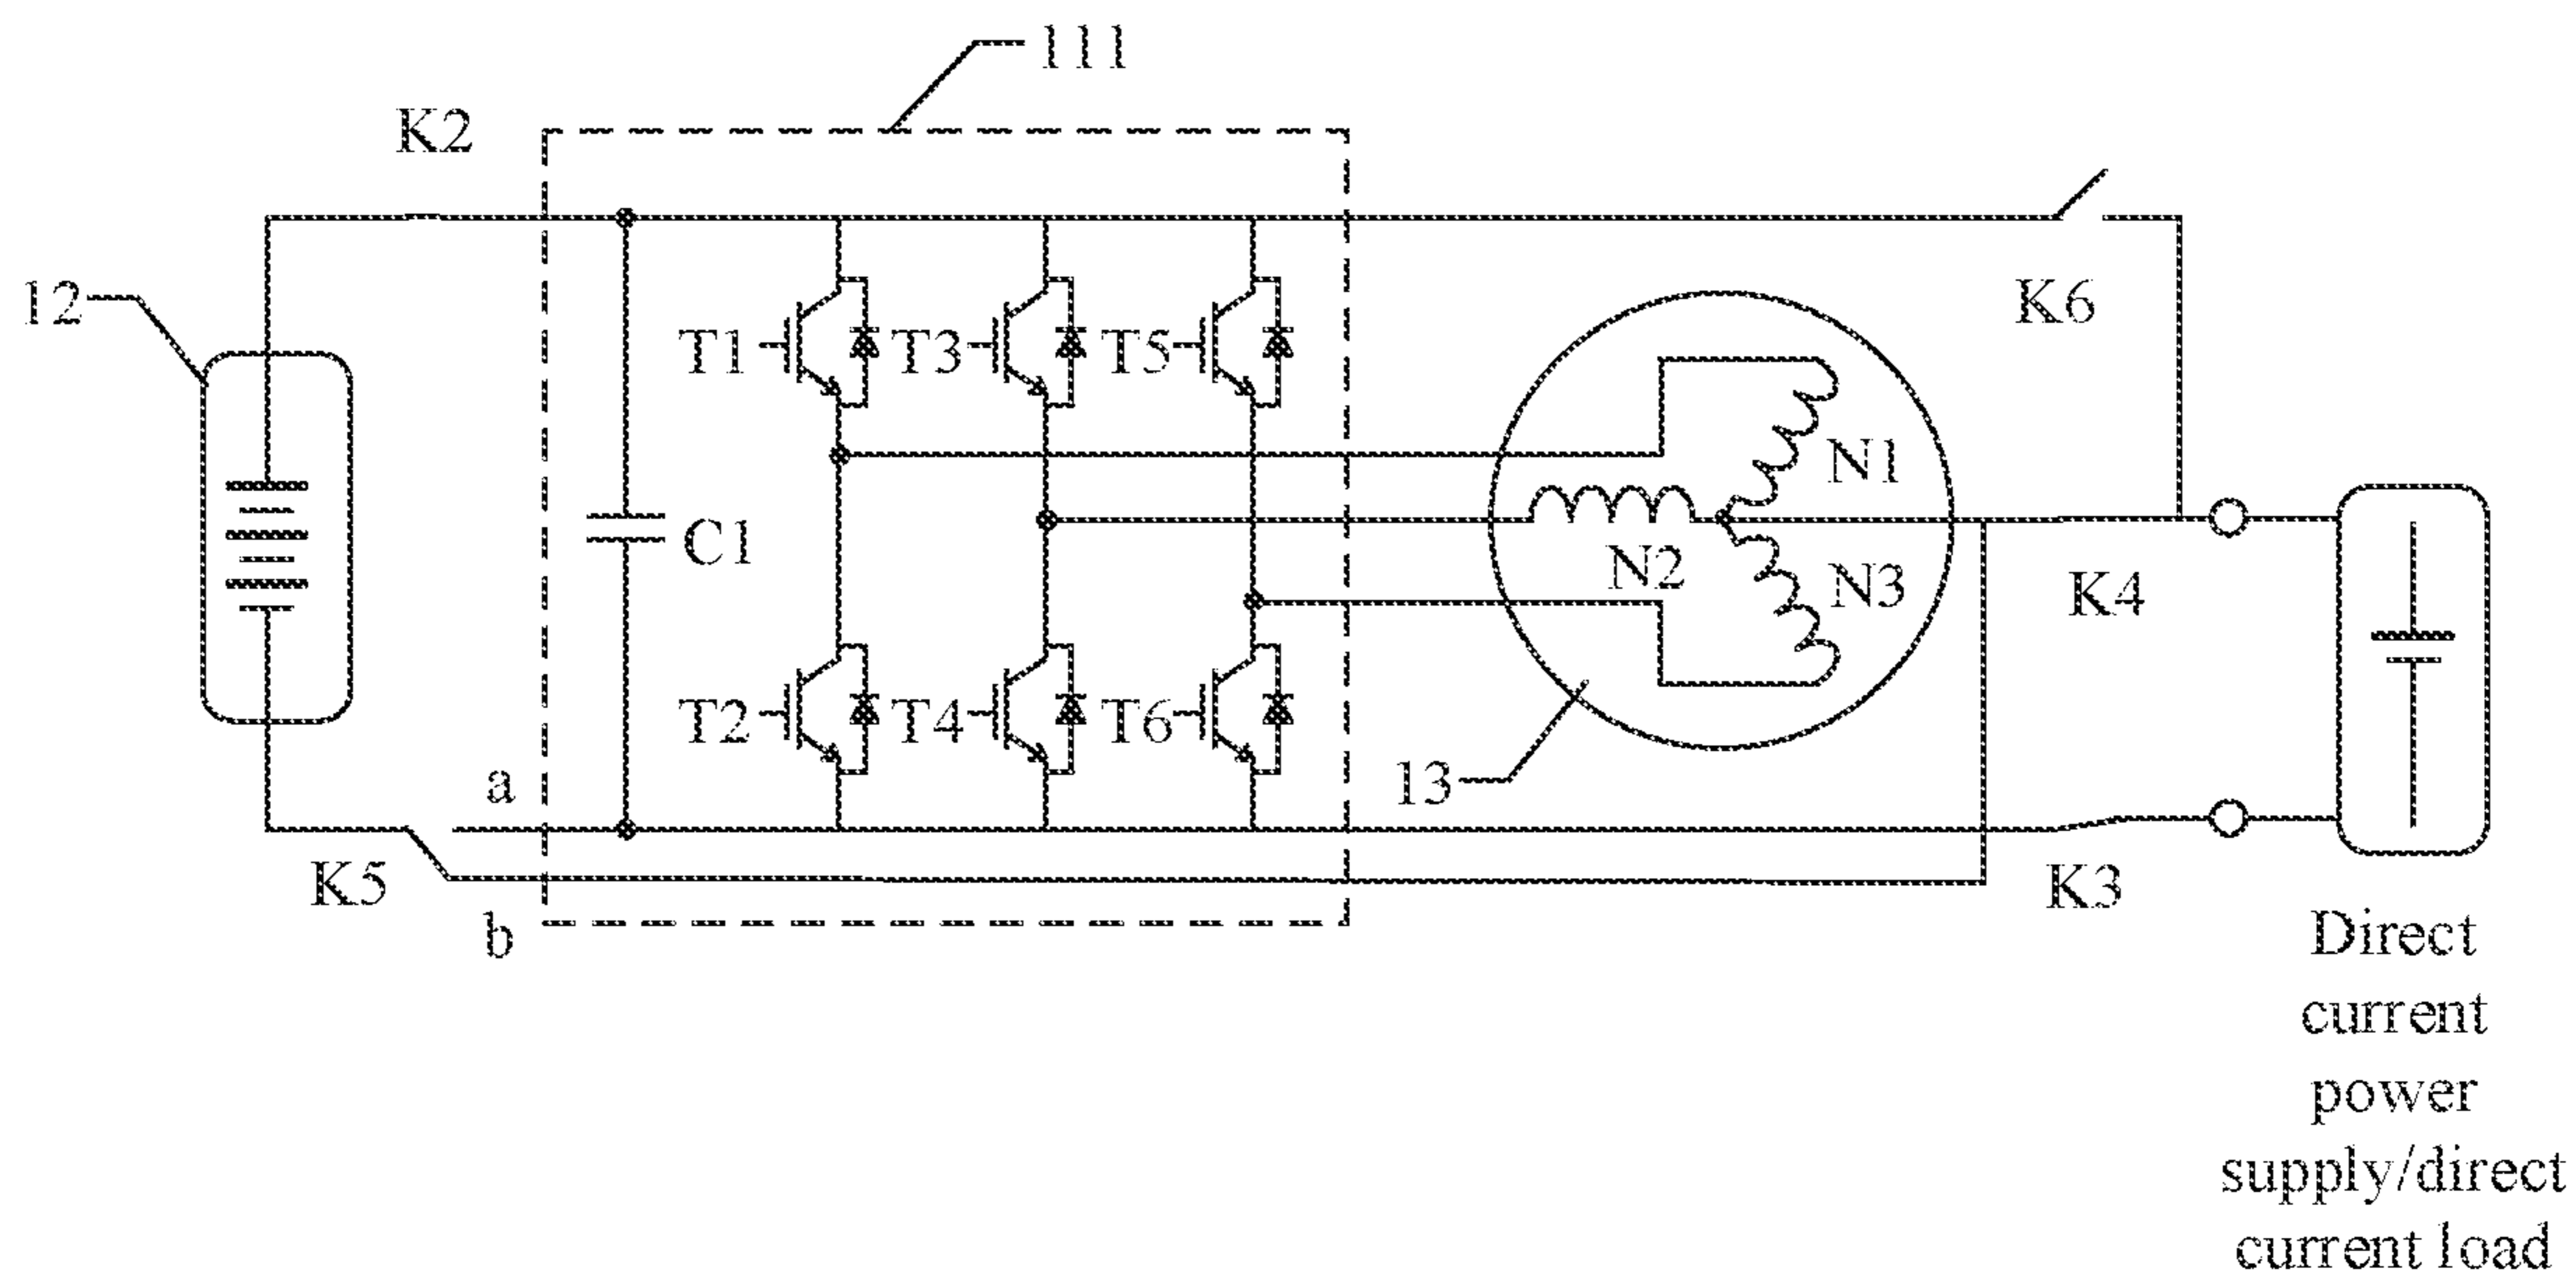 111
K2
12
K6
T1
T3
T5
N1
C1
N2
N3
K4
T2
T4
T6
13
a
K5
K3
b
Direct
current
power
supply/direct
current load